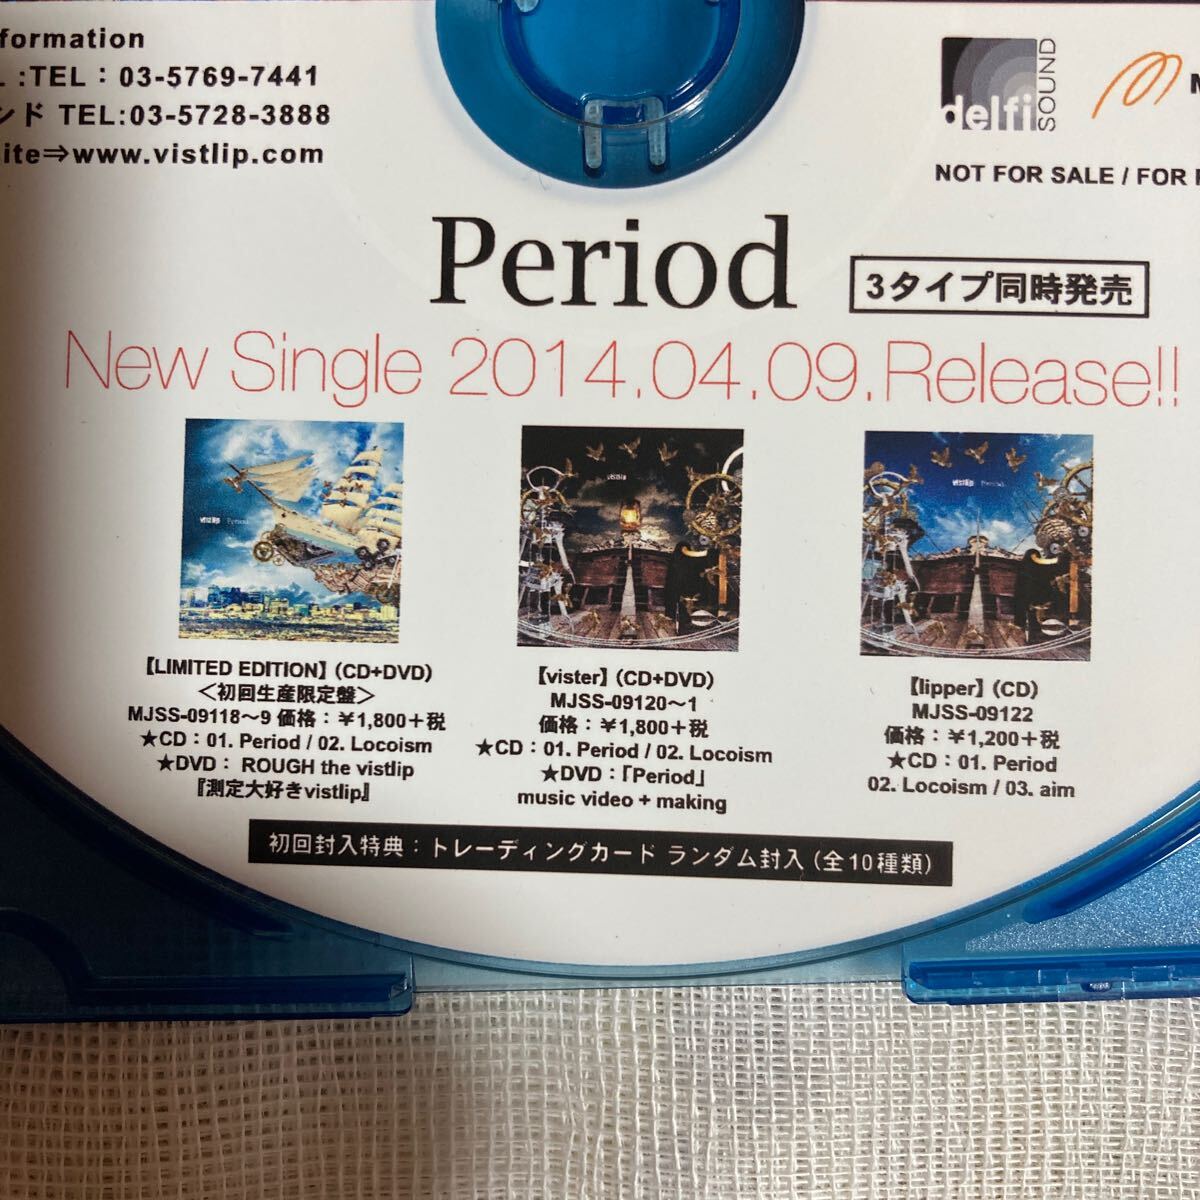 formation
L :TEL：03-5769-7441
ンド TEL:03-5728-3888
ite⇒www.vistlip.com
delfi SOUND
M
NOT FOR SALE / FOR
Period
3タイプ同時発売
New Single 2014.04.09.Release!!
vistlip Period
vistlip
vistlip Period
【LIMITED EDITION】(CD+DVD)
＜初回生産限定盤＞
MJSS-09118〜9 価格：¥1,800＋税
★CD：01. Period / 02. Locoism
★DVD： ROUGH the vistlip
『測定大好きvistlip』
【vister】(CD+DVD)
MJSS-09120〜1
価格：¥1,800＋税
★CD：01. Period / 02. Locoism
★DVD：「Period」
music video + making
【lipper】(CD)
MJSS-09122
価格：¥1,200＋税
★CD：01. Period
02. Locoism / 03. aim
初回封入特典：トレーディングカード ランダム封入(全10種類)